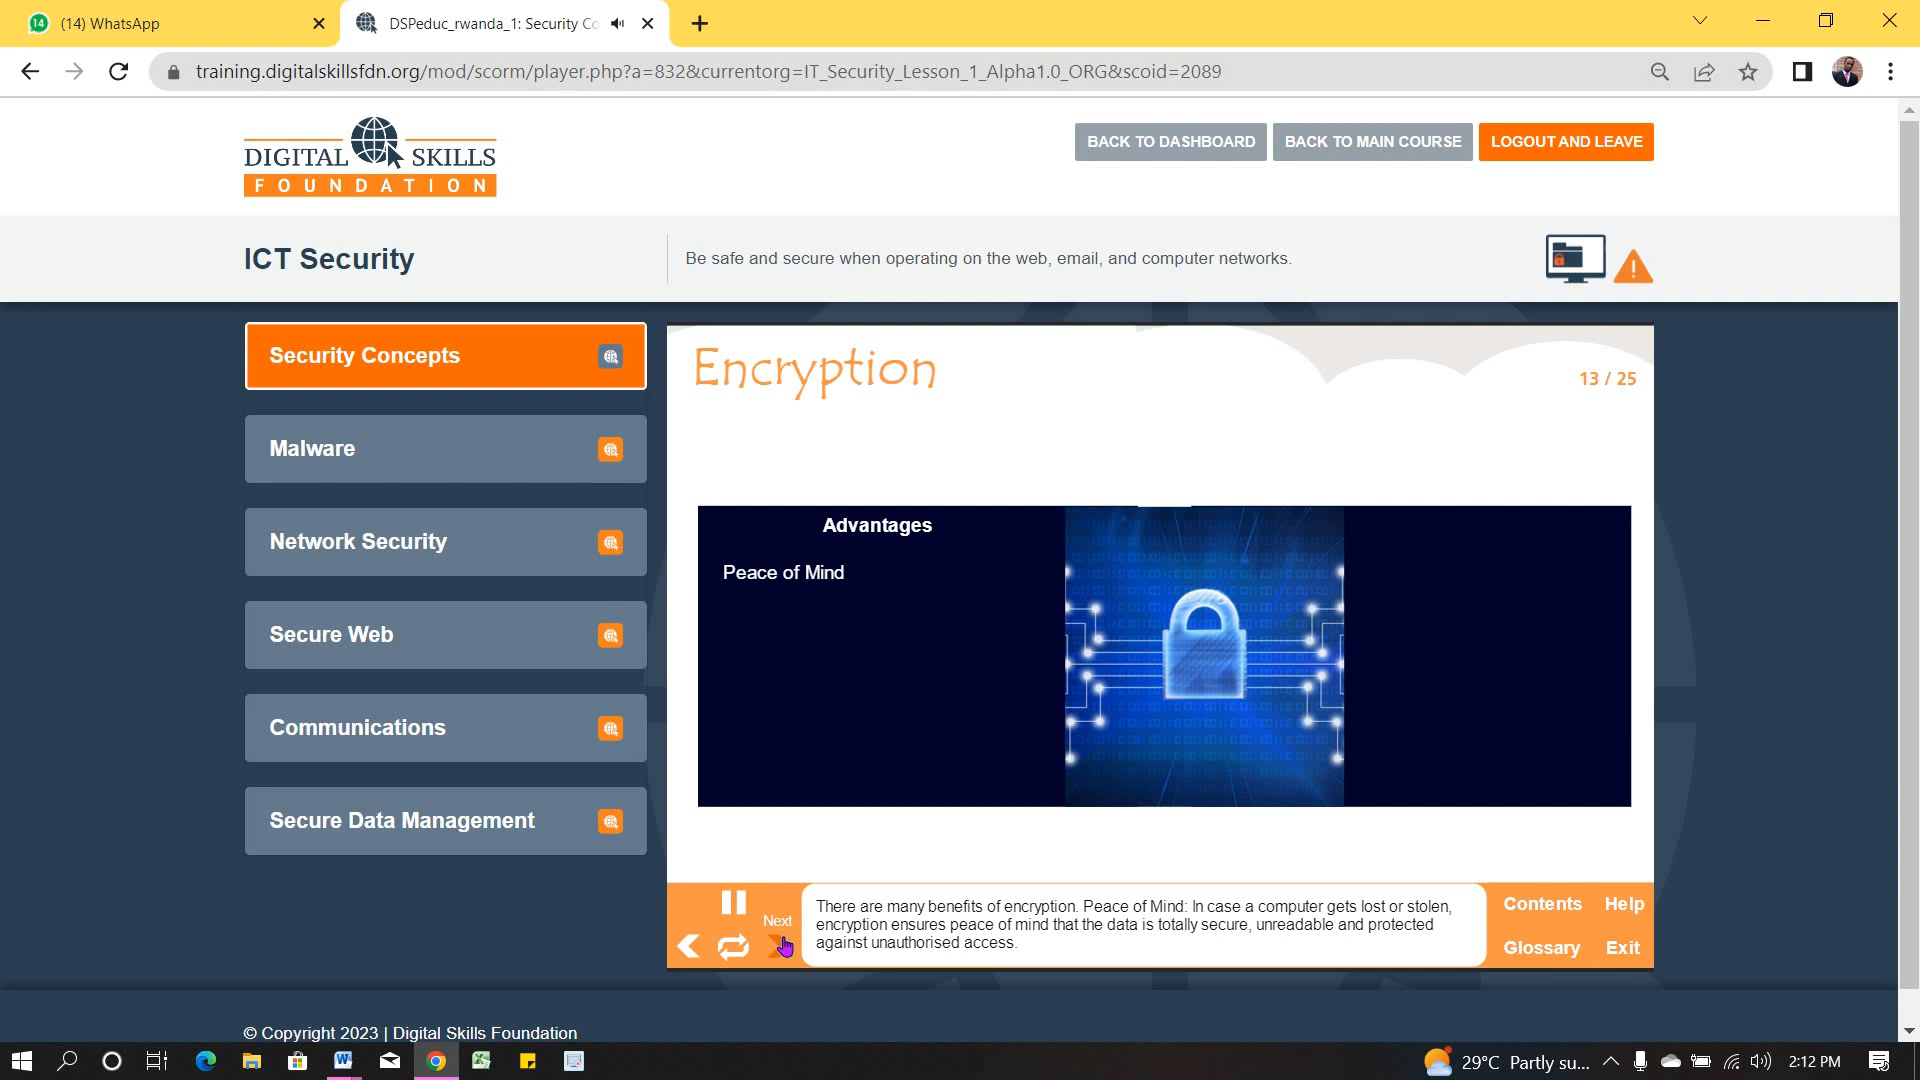 14
(14) WhatsApp
DSPeduc_rwanda_1: Security Co
training.digitalskillsfdn.org/mod/scorm/player.php?a=832&currentorg=IT_Security_Lesson_1_Alpha1.0_ORG&scoid=2089
DIGITAL SKILLS
FOUNDATION
BACK TO DASHBOARD
BACK TO MAIN COURSE
LOGOUT AND LEAVE
ICT Security
Be safe and secure when operating on the web, email, and computer networks.
Security Concepts
Malware
Network Security
Secure Web
Communications
Secure Data Management
Encryption
13 / 25
Advantages
Peace of Mind
Next
There are many benefits of encryption. Peace of Mind: In case a computer gets lost or stolen,
encryption ensures peace of mind that the data is totally secure, unreadable and protected
against unauthorised access.
Contents
Help
Glossary
Exit
© Copyright 2023 | Digital Skills Foundation
29°C Partly su...
2:12 PM